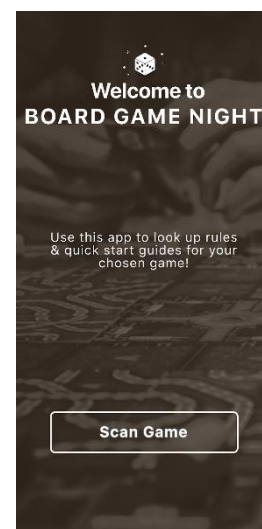 Welcome to
BOARD GAME NIGHT
Use this app to look up rules
& quick start guides for your
chosen game!
Scan Game